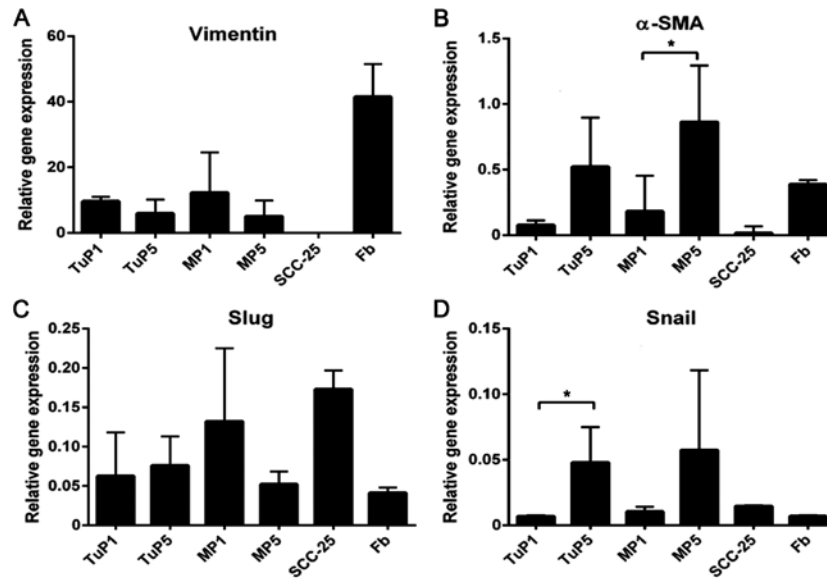 A
Vimentin
Relative gene expression
60
40
20
0
TuP1 TuP5 MP1 MP5 SCC-25 Fb
B
α-SMA
Relative gene expression
1.5
1.0
0.5
0
*
TuP1 TuP5 MP1 MP5 SCC-25 Fb
C
Slug
Relative gene expression
0.25
0.20
0.15
0.10
0.05
0
TuP1 TuP5 MP1 MP5 SCC-25 Fb
D
Snail
Relative gene expression
0.15
0.10
0.05
0
*
TuP1 TuP5 MP1 MP5 SCC-25 Fb